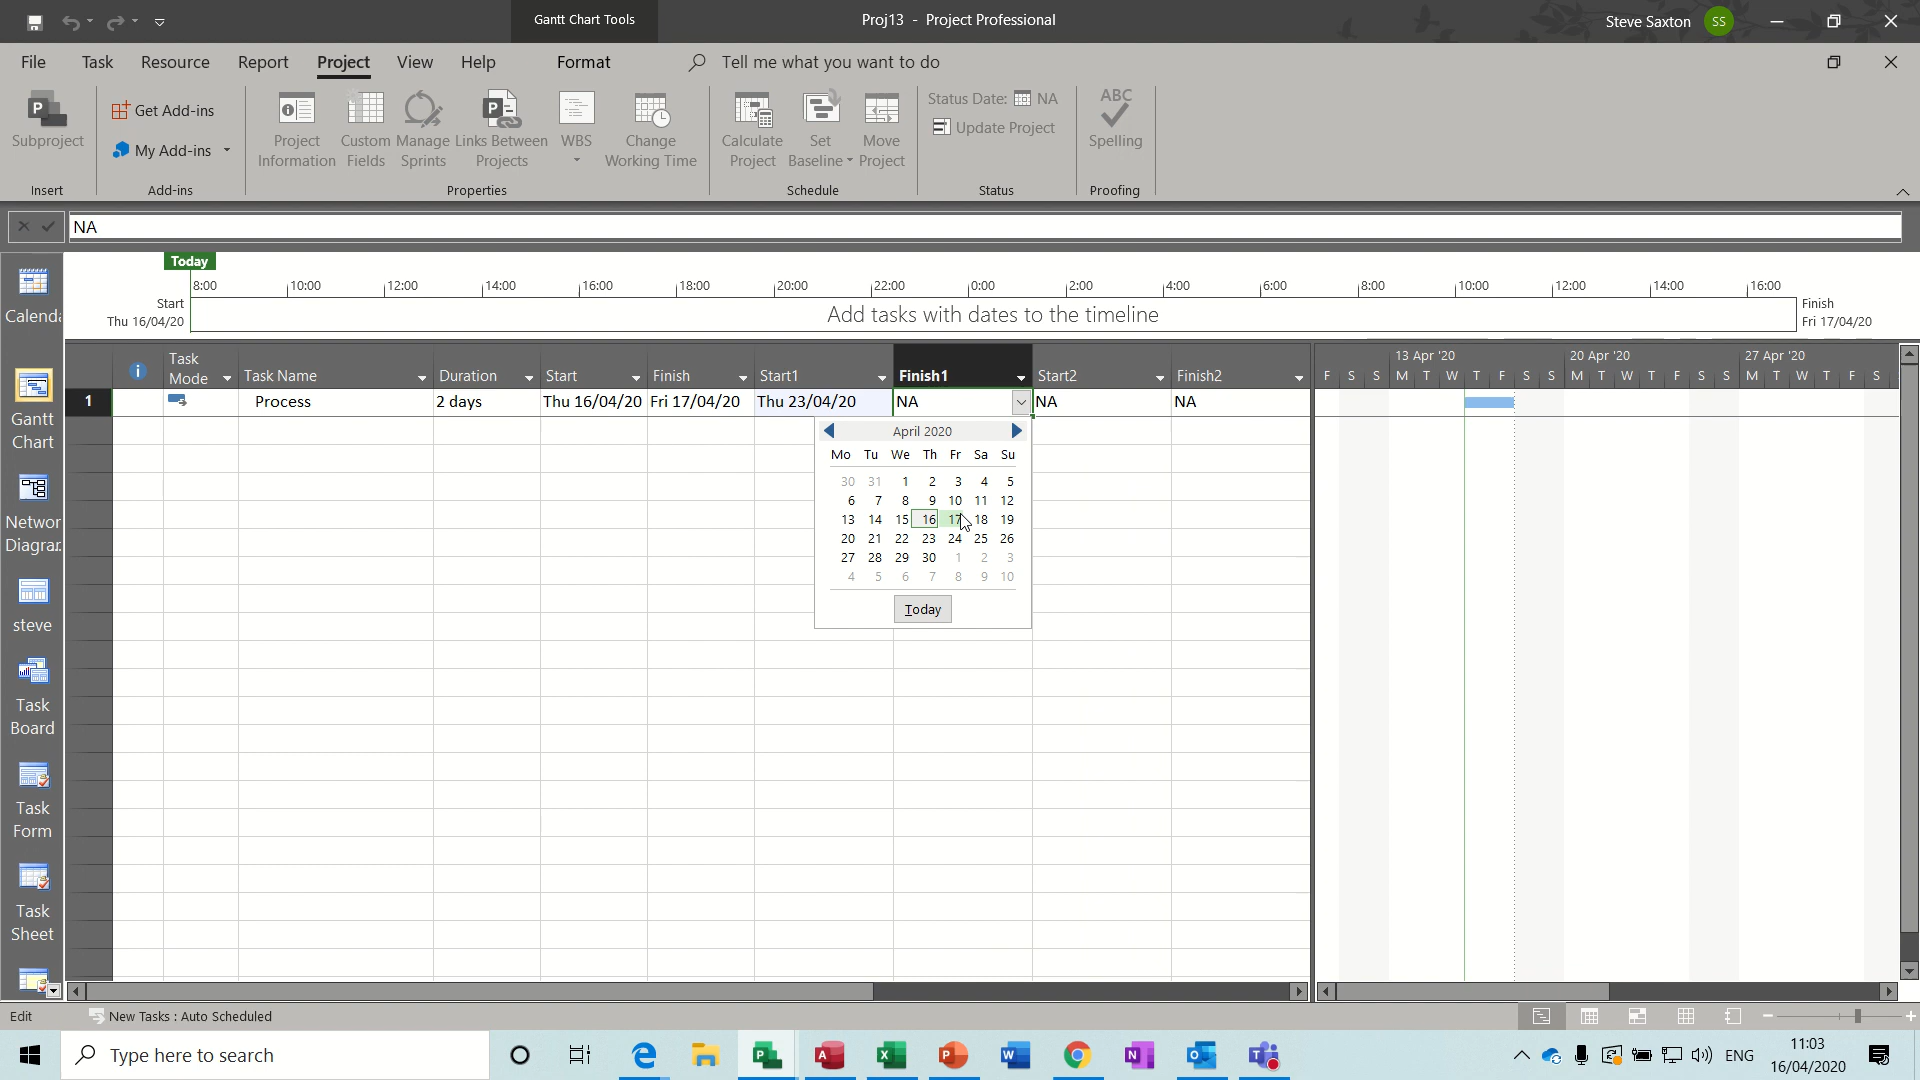 Gantt Chart Tools
Proj13 - Project Professional
Steve Saxton SS
File Task Resource Report Project View Help Format Tell me what you want to do
Subproject
Insert
Get Add-ins
My Add-ins
Add-ins
Project Information
Custom Fields
Manage Sprints
Links Between Projects
WBS
Change Working Time
Properties
Calculate Project
Set Baseline
Move Project
Schedule
Status Date: NA
Update Project
Status
ABC
Spelling
Proofing
NA
Today
8:00 10:00 12:00 14:00 16:00 18:00 20:00 22:00 0:00 2:00 4:00 6:00 8:00 10:00 12:00 14:00 16:00
Start
Thu 16/04/20
Add tasks with dates to the timeline
Finish
Fri 17/04/20
Task Mode Task Name Duration Start Finish Start1 Finish1 Start2 Finish2
13 Apr '20 20 Apr '20 27 Apr '20
F S S M T W T F S S M T W T F S S M T W T F S
1 Process 2 days Thu 16/04/20 Fri 17/04/20 Thu 23/04/20 NA NA NA
April 2020
Mo Tu We Th Fr Sa Su
30 31 1 2 3 4 5
6 7 8 9 10 11 12
13 14 15 16 17 18 19
20 21 22 23 24 25 26
27 28 29 30 1 2 3
4 5 6 7 8 9 10
Today
Calenda
Gantt
Chart
Networ
Diagrar
steve
Task
Board
Task
Form
Task
Sheet
Edit New Tasks : Auto Scheduled
Type here to search
ENG
11:03
16/04/2020